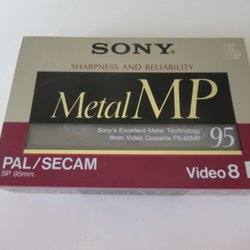 SONY
SHARPNESS AND RELIABILITY
Metal MP
Sony's Excellent Metal Technology
8mm Video Cassette P5-95MP
95
PAL/SECAM
SP 95min.
Video 8